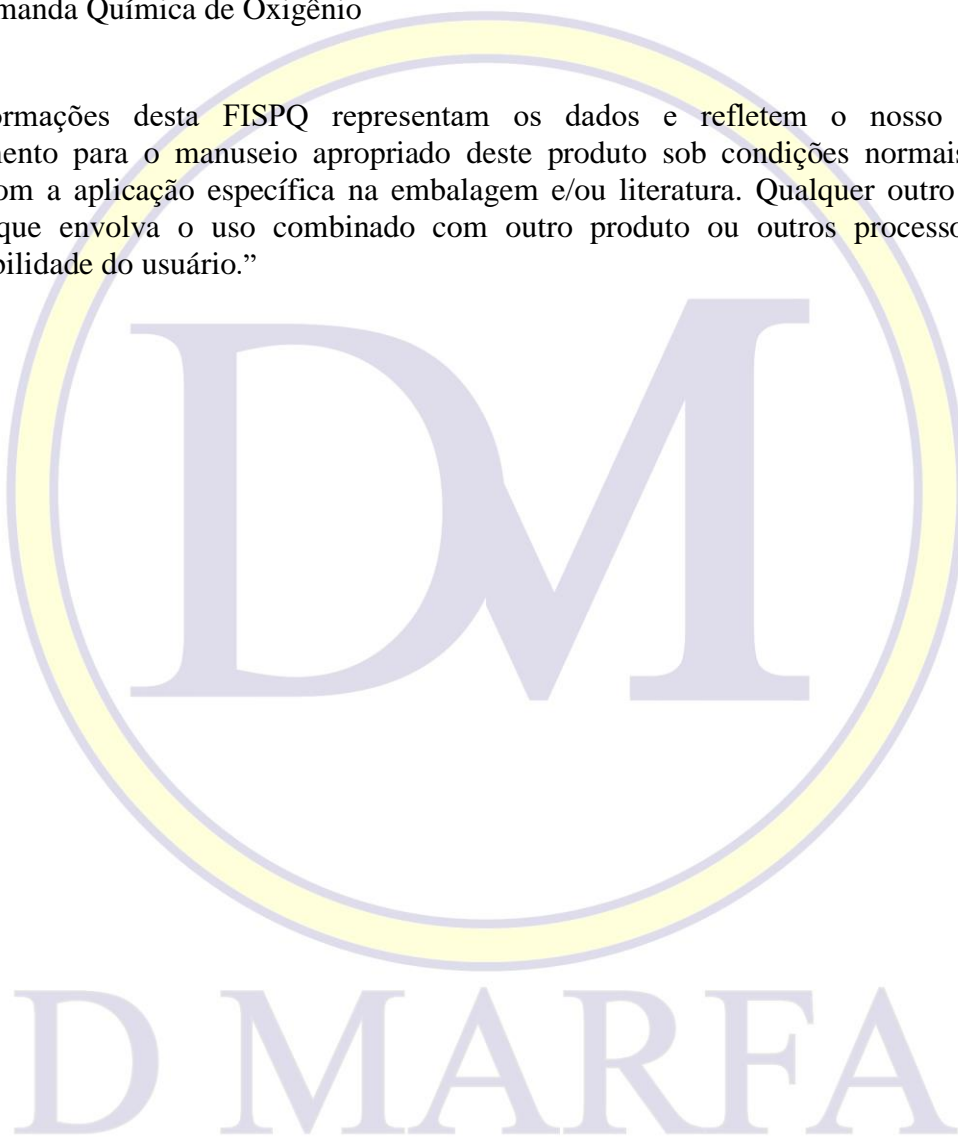 manda Química de Oxigênio
ormações desta FISPQ representam os dados e refletem o nosso
mento para o manuseio apropriado deste produto sob condições normais
om a aplicação específica na embalagem e/ou literatura. Qualquer outro
que envolva o uso combinado com outro produto ou outros processo
bilidade do usuário.”
DM
D MARFA